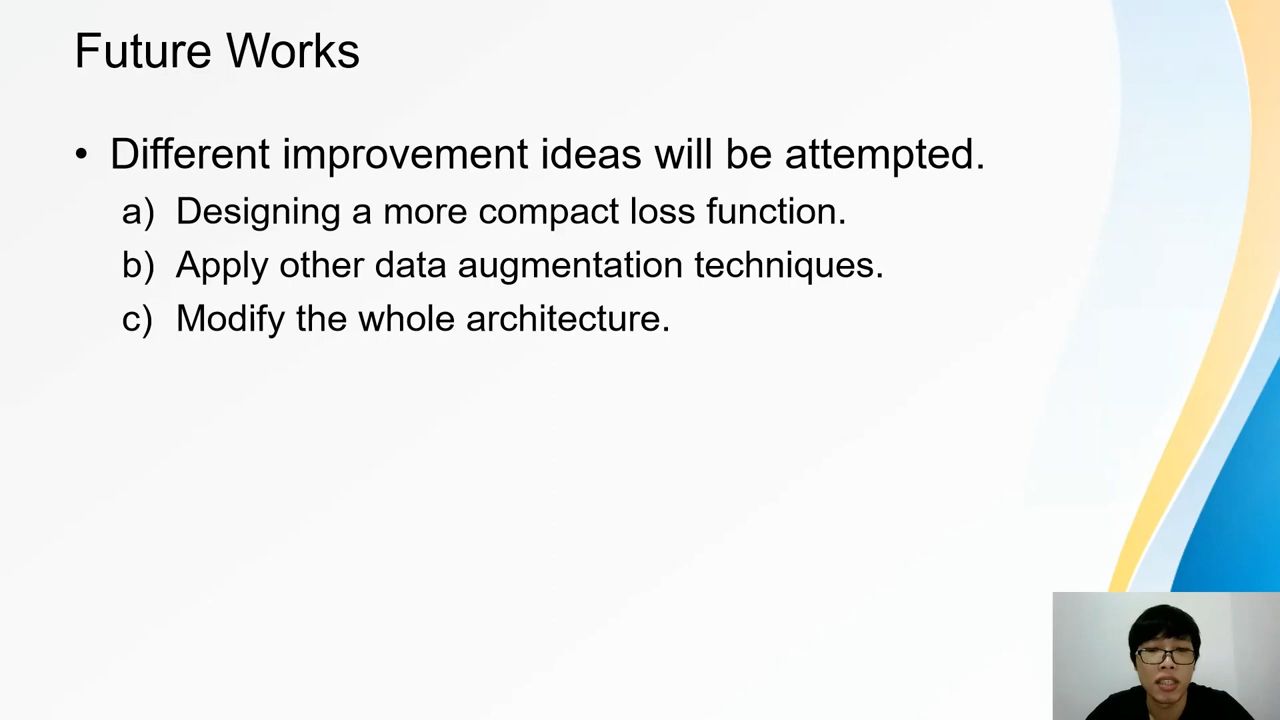 Future Works
• Different improvement ideas will be attempted.
a) Designing a more compact loss function.
b) Apply other data augmentation techniques.
c) Modify the whole architecture.